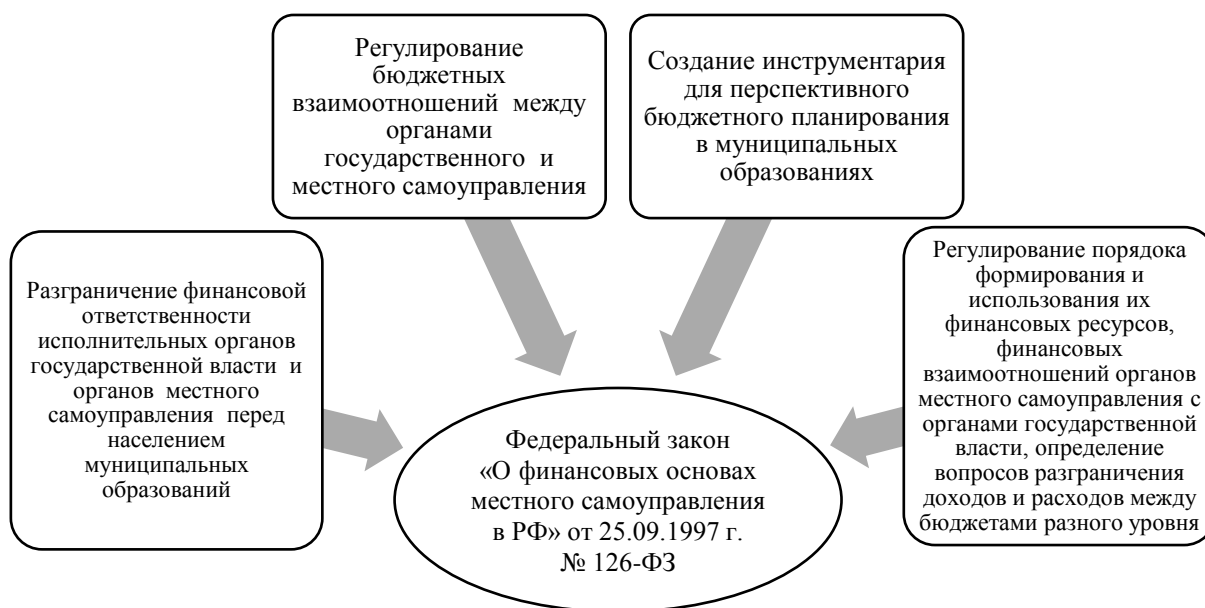 Регулирование
бюджетных
взаимоотношений между
органами
государственного и
местного самоуправления
Создание инструментария
для перспективного
бюджетного планирования
в муниципальных
образованиях
Разграничение финансовой
ответственности
исполнительных органов
государственной власти и
органов местного
самоуправления перед
населением
муниципальных
образований
Регулирование порядока
формирования и
использования их
финансовых ресурсов,
финансовых
взаимоотношений органов
местного самоуправления с
органами государственной
власти, определение
вопросов разграничения
доходов и расходов между
бюджетами разного уровня
Федеральный закон
«О финансовых основах
местного самоуправления
в РФ» от 25.09.1997 г.
№ 126-ФЗ